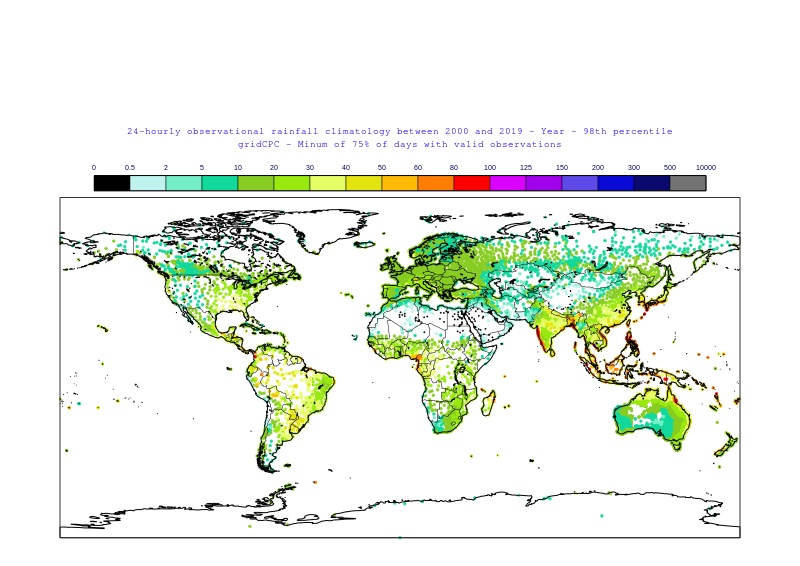 24-hourly observational rainfall climatology between 2000 and 2019 - Year - 98th percentile
gridCPC - Minum of 75% of days with valid observations
0 0.5 2 5 10 20 30 40 50 60 80 100 125 150 200 300 500 10000